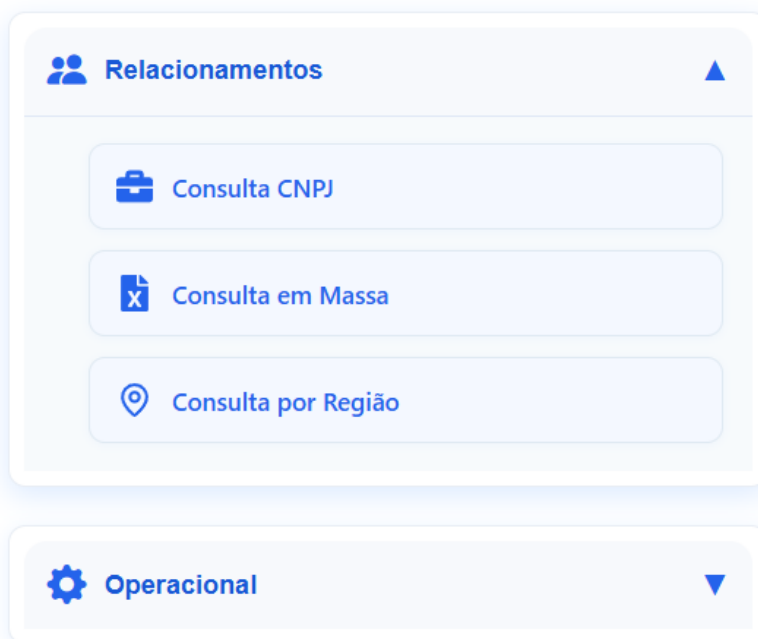 Relacionamentos ▲
Consulta CNPJ
Consulta em Massa
Consulta por Região
Operacional ▼